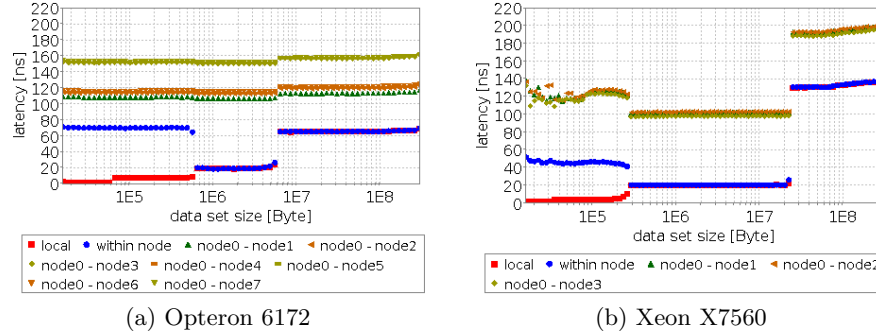 220
200
180
160
140
120
100
80
60
40
20
0
latency [ns]
1E5 1E6 1E7 1E8
data set size [Byte]
local within node node0 - node1 node0 - node2
node0 - node3 node0 - node4 node0 - node5
node0 - node6 node0 - node7
(a) Opteron 6172
220
200
180
160
140
120
100
80
60
40
20
0
latency [ns]
1E5 1E6 1E7 1E8
data set size [Byte]
local within node node0 - node1 node0 - node2
node0 - node3
(b) Xeon X7560